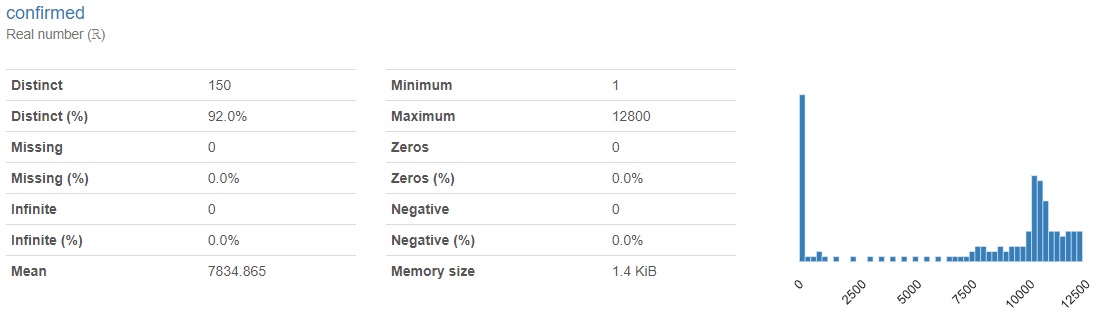 confirmed
Real number (ℝ)
Distinct 150
Distinct (%) 92.0%
Missing 0
Missing (%) 0.0%
Infinite 0
Infinite (%) 0.0%
Mean 7834.865
Minimum 1
Maximum 12800
Zeros 0
Zeros (%) 0.0%
Negative 0
Negative (%) 0.0%
Memory size 1.4 KiB
0 2500 5000 7500 10000 12500